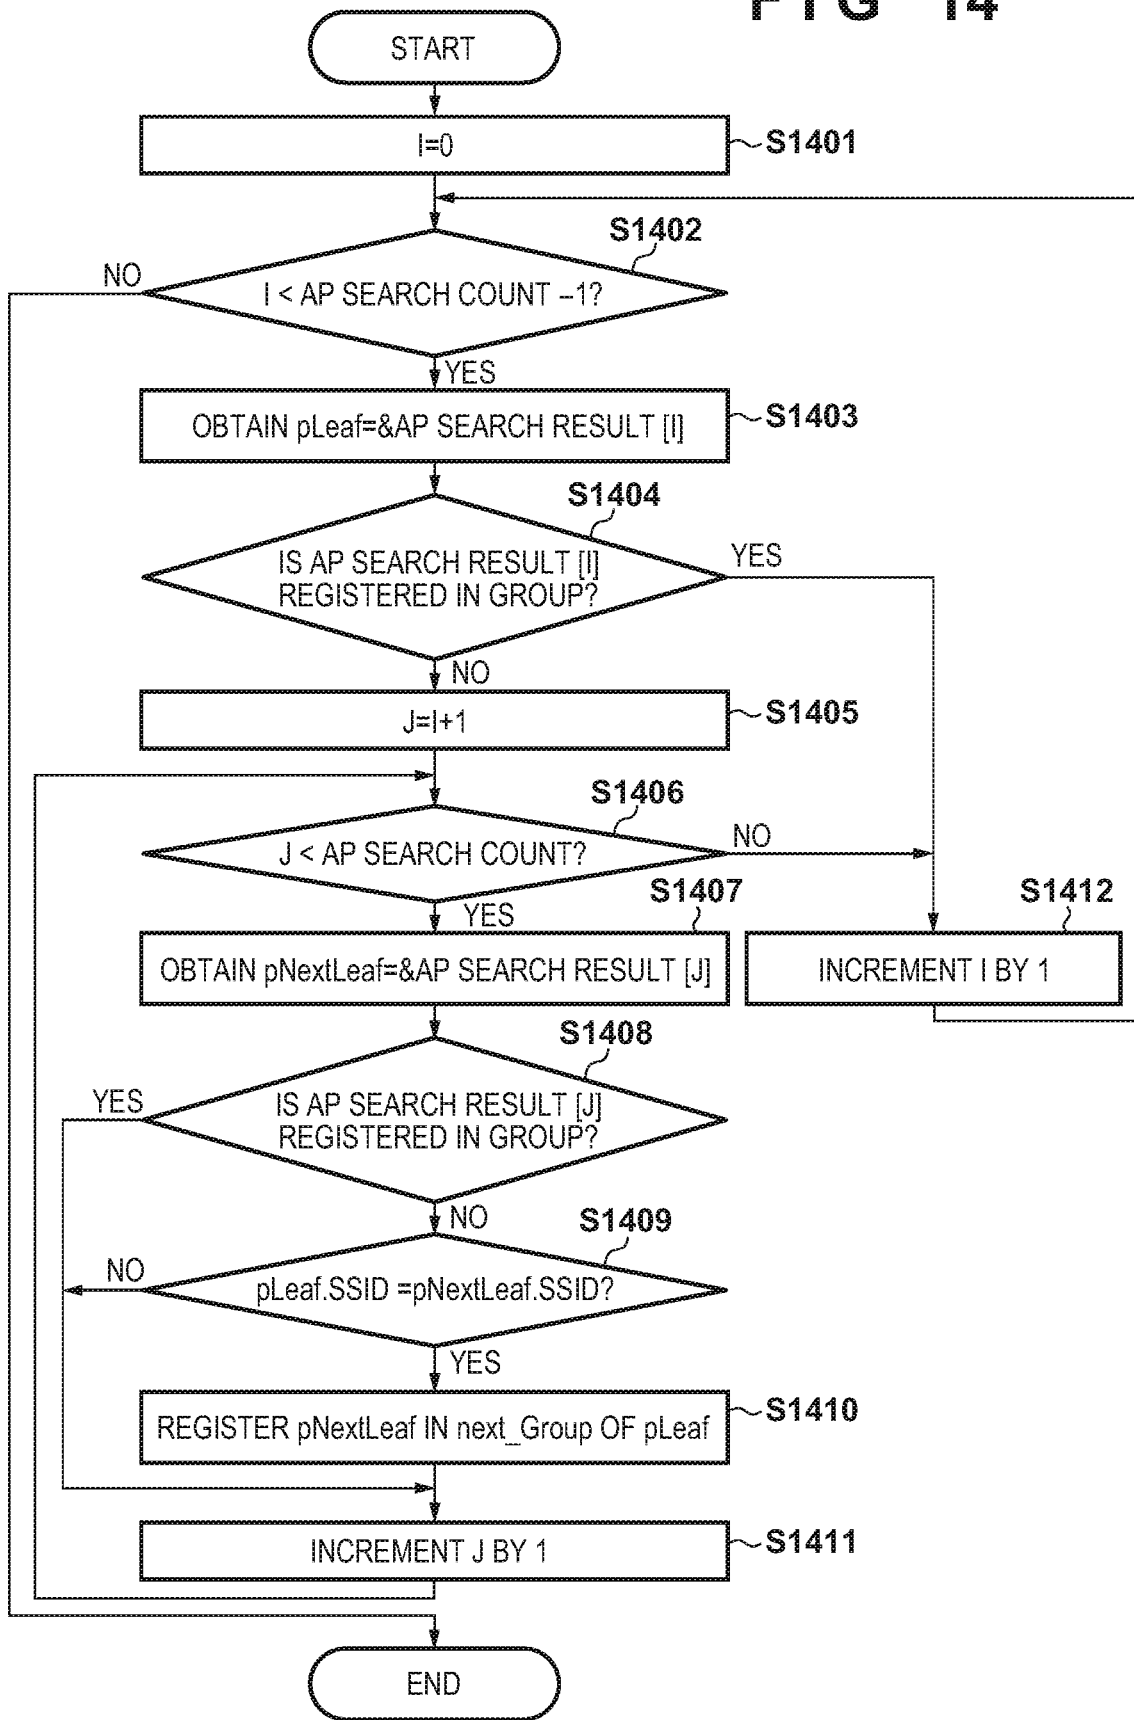 FIG 14
START
I=0
S1401
S1402
NO
I < AP SEARCH COUNT –1?
YES
OBTAIN pLeaf=&AP SEARCH RESULT [I]
S1403
S1404
IS AP SEARCH RESULT [I]
REGISTERED IN GROUP?
YES
NO
J=I+1
S1405
S1406
J < AP SEARCH COUNT?
NO
YES
S1407
OBTAIN pNextLeaf=&AP SEARCH RESULT [J]
S1412
INCREMENT I BY 1
S1408
YES
IS AP SEARCH RESULT [J]
REGISTERED IN GROUP?
NO
S1409
NO
pLeaf.SSID =pNextLeaf.SSID?
YES
REGISTER pNextLeaf IN next_Group OF pLeaf
S1410
INCREMENT J BY 1
S1411
END